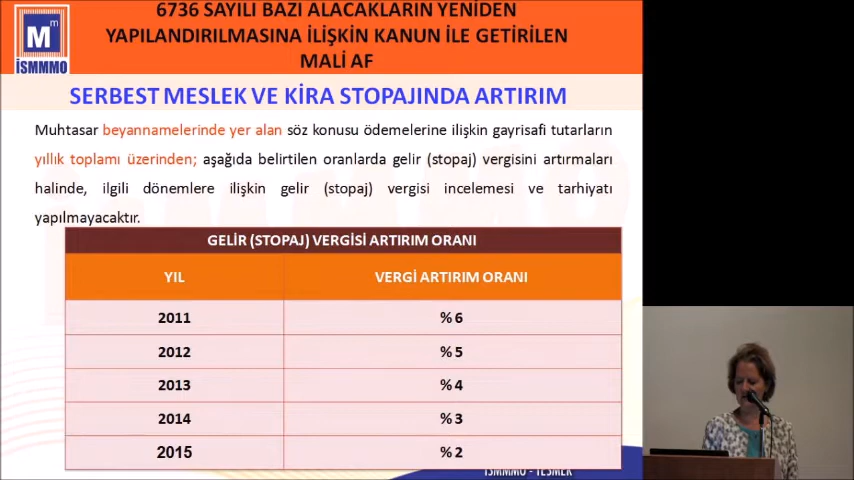 6736 SAYILI BAZI ALACAKLARIN YENİDEN
YAPILANDIRILMASINA İLİŞKİN KANUN İLE GETİRİLEN
MALİ AF
Mm
İSMMMO
SERBEST MESLEK VE KİRA STOPAJINDA ARTIRIM
Muhtasar beyannamelerinde yer alan söz konusu ödemelerine ilişkin gayrisafi tutarların
yıllık toplamı üzerinden; aşağıda belirtilen oranlarda gelir (stopaj) vergisini artırmaları
halinde, ilgili dönemlere ilişkin gelir (stopaj) vergisi incelemesi ve tarhiyatı
yapılmayacaktır.
GELİR (STOPAJ) VERGİSİ ARTIRIM ORANI
YIL VERGİ ARTIRIM ORANI
2011 % 6
2012 % 5
2013 % 4
2014 % 3
2015 % 2
İSMMMO - TESMER